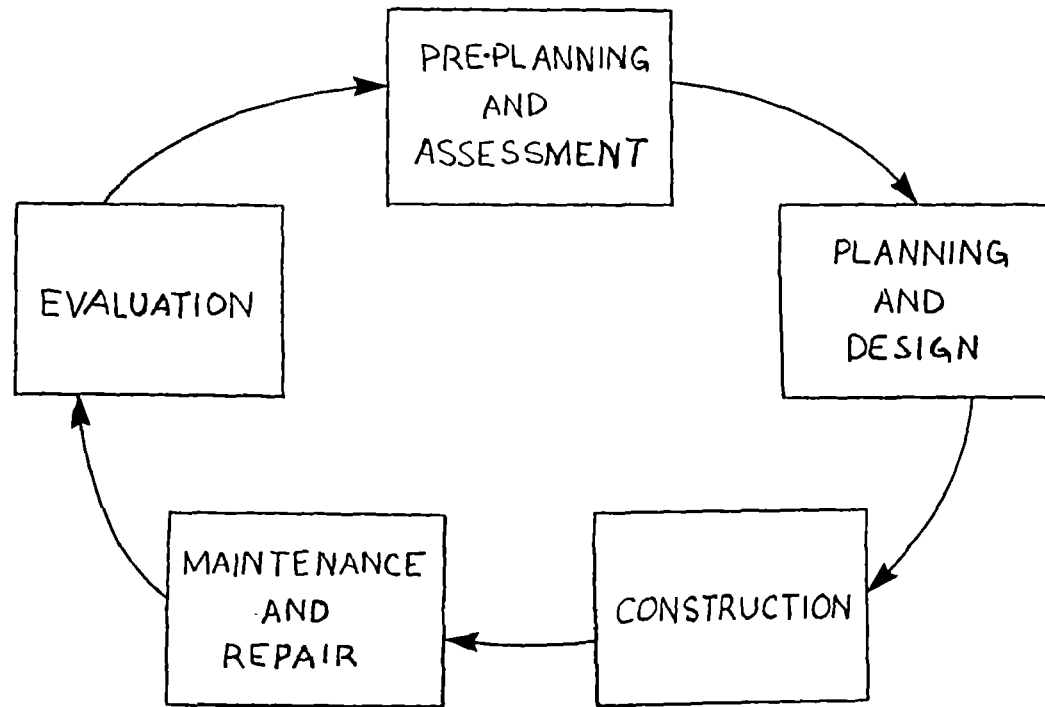 PRE-PLANNING
AND
ASSESSMENT
PLANNING
AND
DESIGN
CONSTRUCTION
MAINTENANCE
AND
REPAIR
EVALUATION